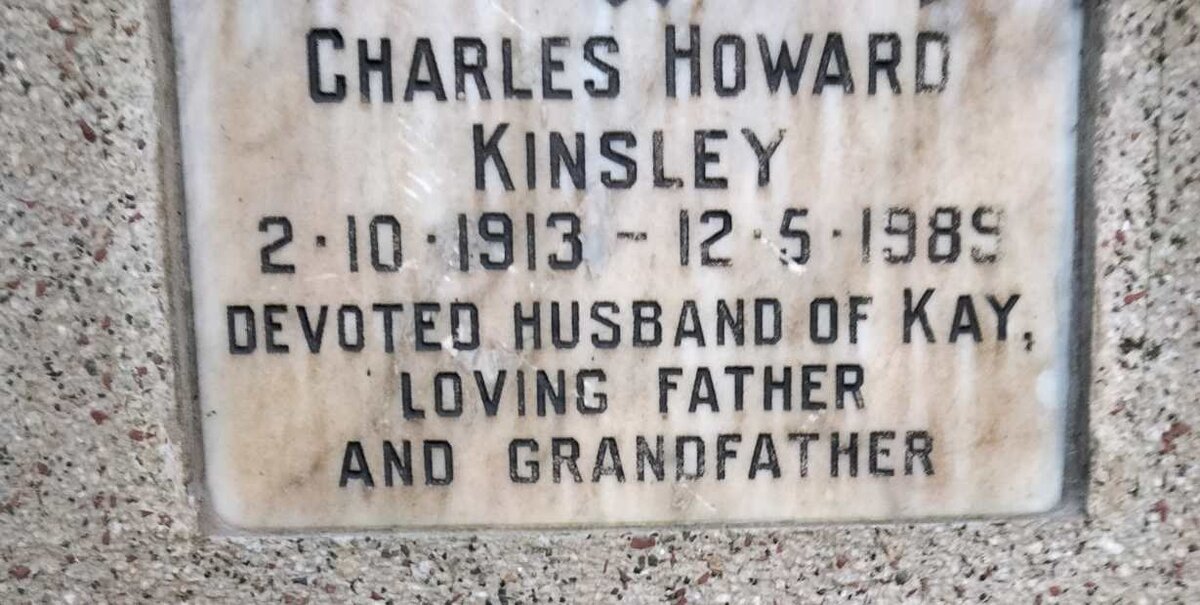 CHARLES HOWARD
KINSLEY
2·10·1913 - 12·5·1989
DEVOTED HUSBAND OF KAY,
LOVING FATHER
AND GRANDFATHER